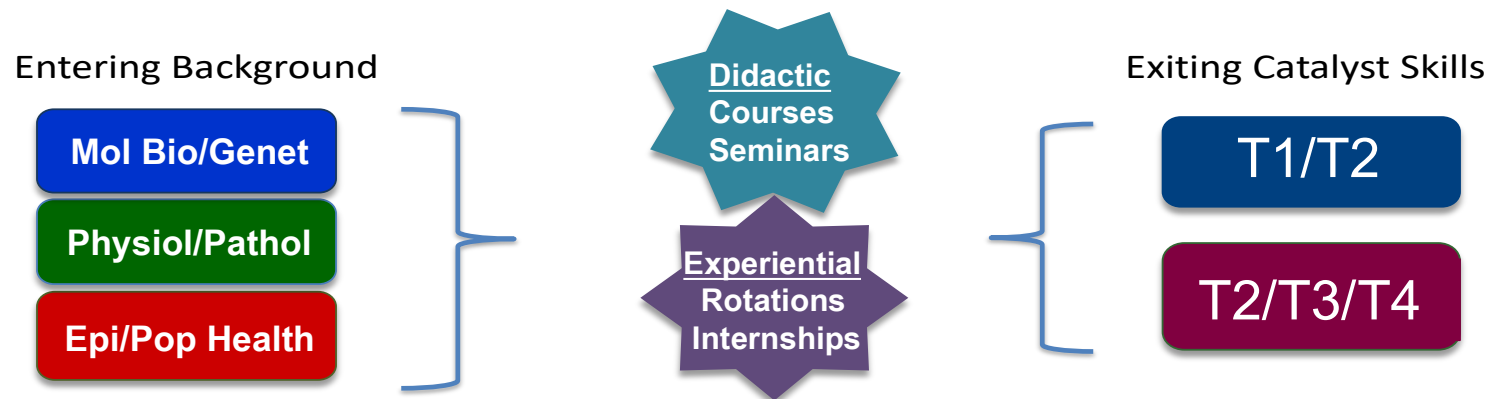 Entering Background
Mol Bio/Genet
Physiol/Pathol
Epi/Pop Health
Didactic
Courses
Seminars
Experiential
Rotations
Internships
Exiting Catalyst Skills
T1/T2
T2/T3/T4